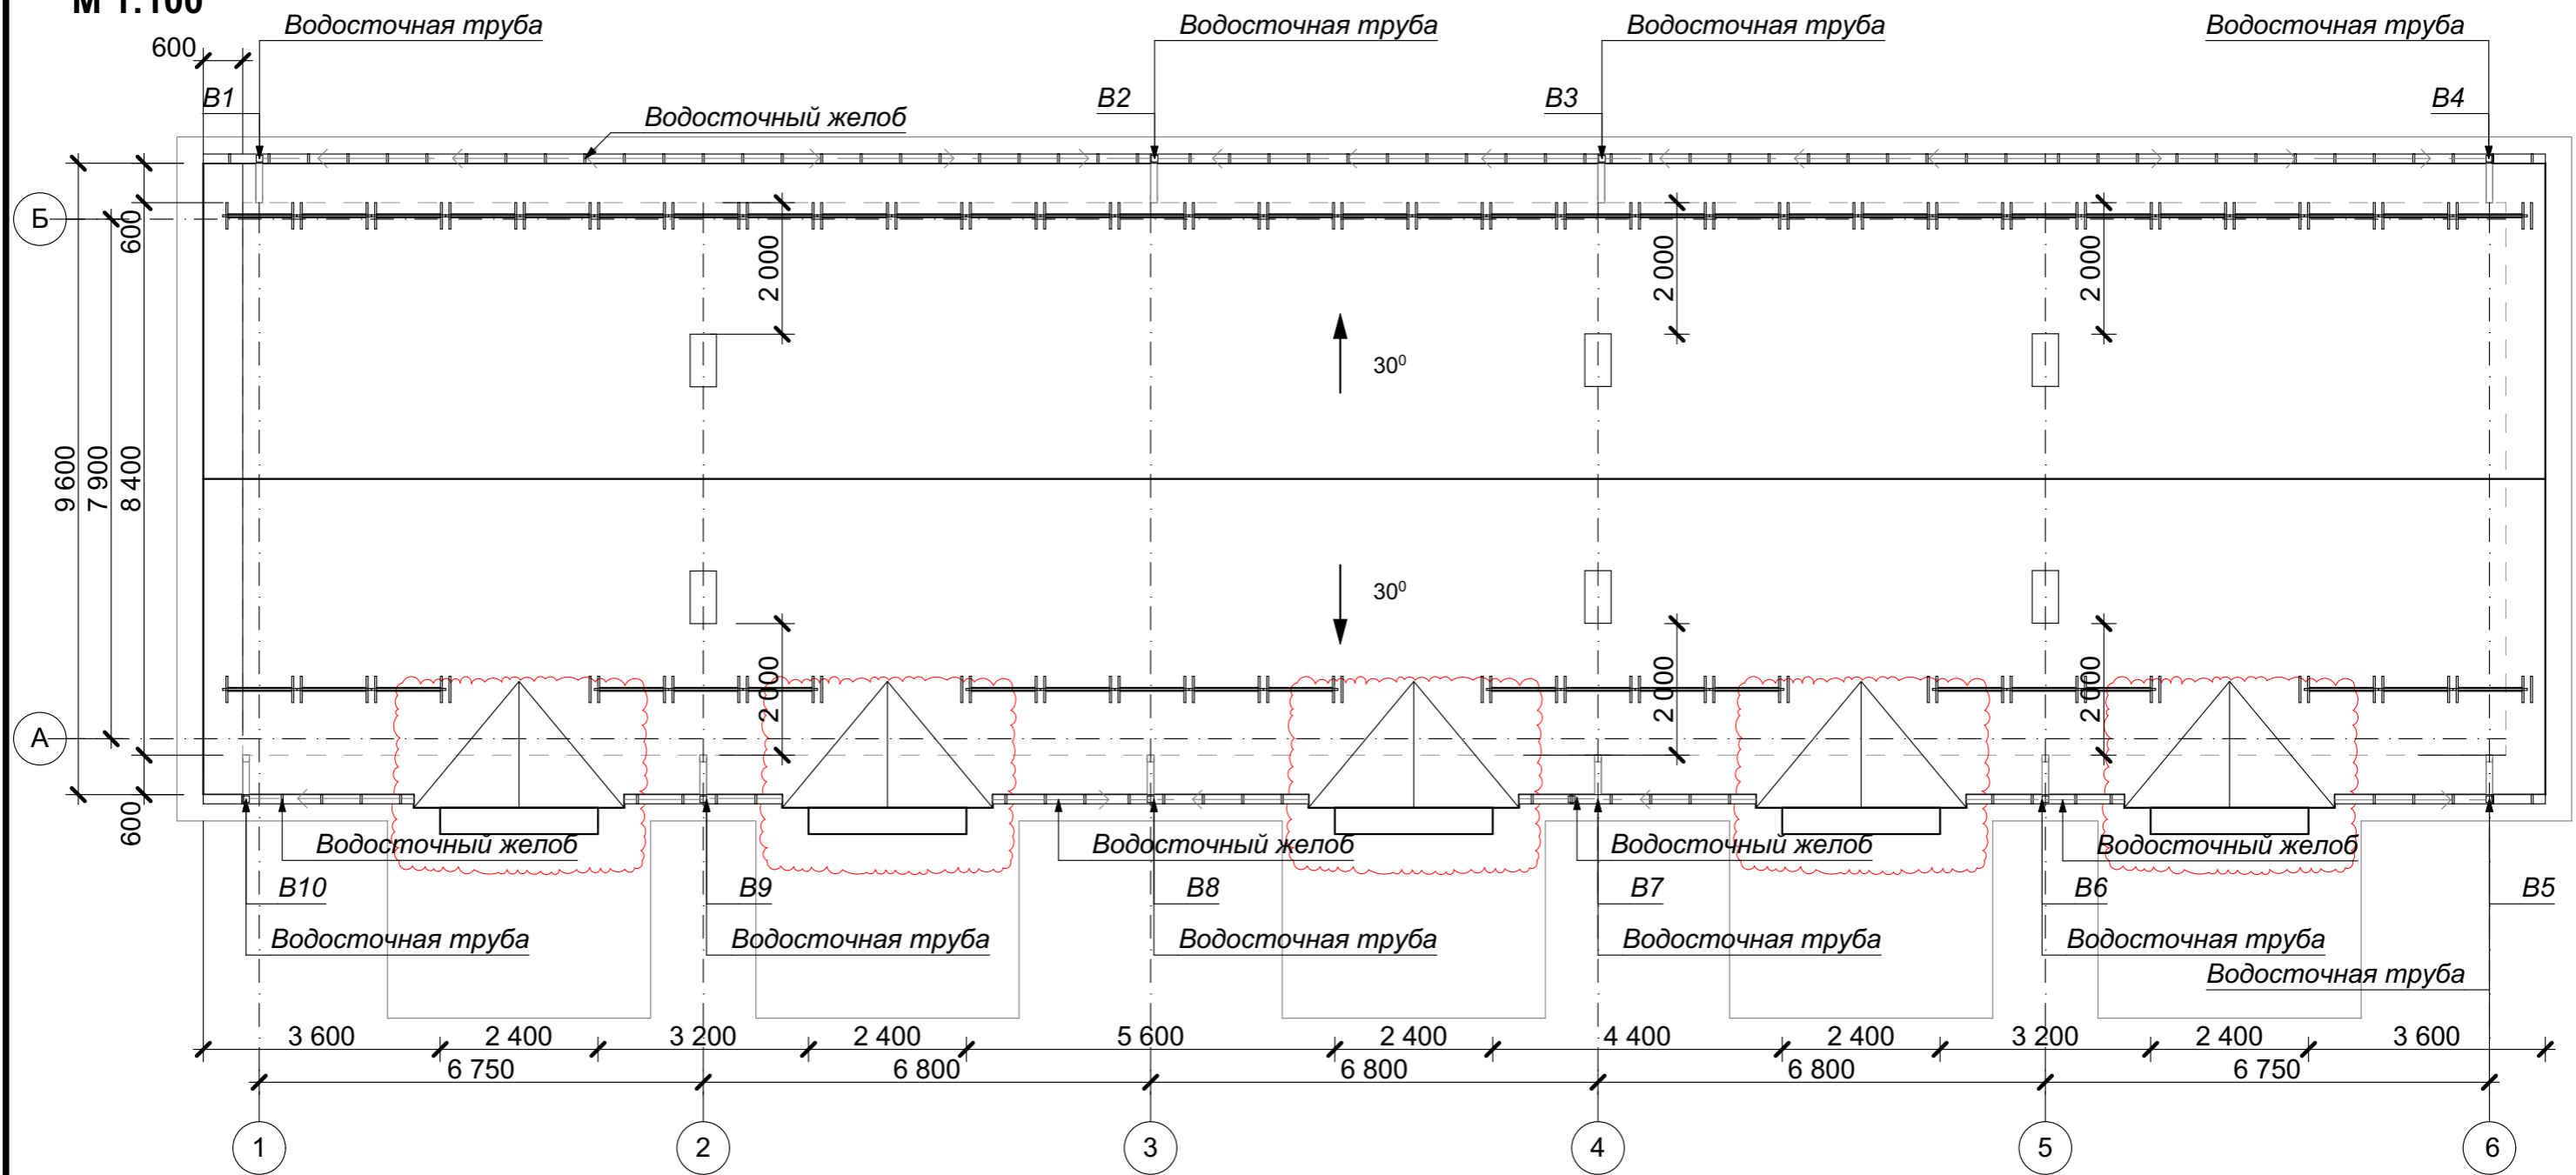 М 1:100
Водосточная труба
Водосточная труба
Водосточная труба
Водосточная труба
600
В1
В2
В3
В4
Водосточный желоб
Б
600
2 000
2 000
2 000
30⁰
9 600
7 900
8 400
30⁰
2 000
2 000
2 000
А
600
Водосточный желоб
Водосточный желоб
Водосточный желоб
Водосточный желоб
В10
В9
В8
В7
В6
В5
Водосточная труба
Водосточная труба
Водосточная труба
Водосточная труба
Водосточная труба
Водосточная труба
3 600
2 400
3 200
2 400
5 600
2 400
4 400
2 400
3 200
2 400
3 600
6 750
6 800
6 800
6 800
6 750
1
2
3
4
5
6